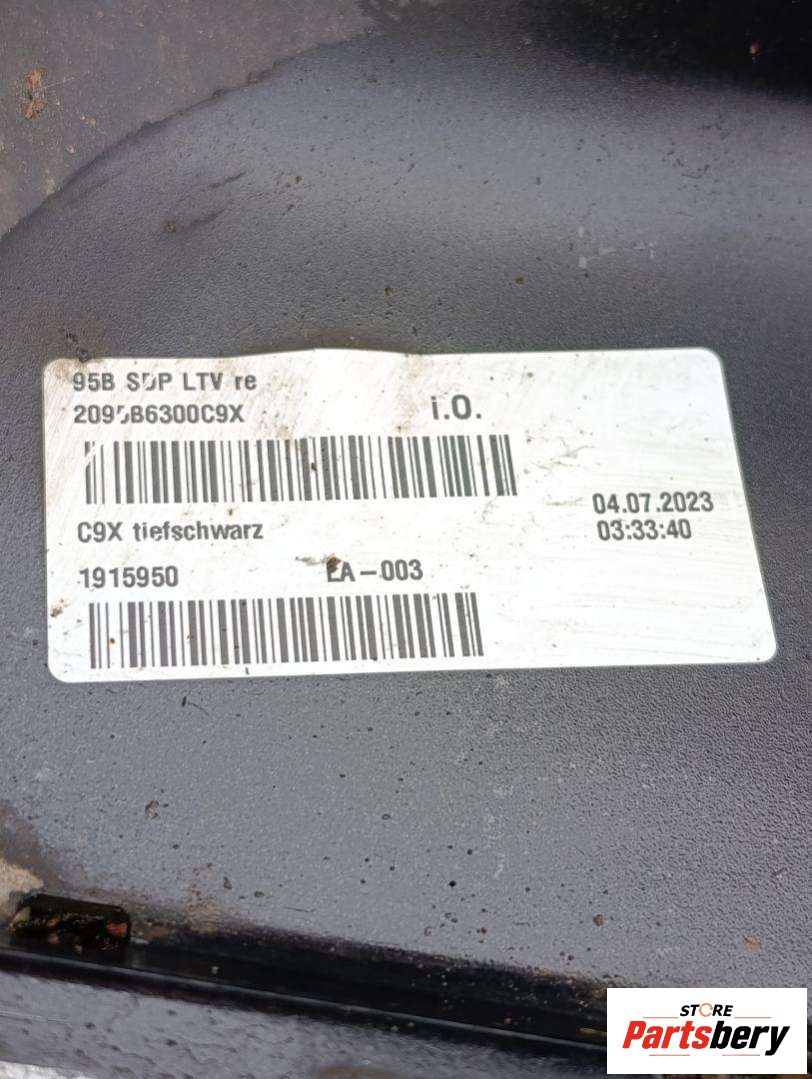 95B SDP LTV re
2095B6300C9X
i.O.
C9X tiefschwarz
04.07.2023
03:33:40
1915950
EA-003
STORE
Partsbery